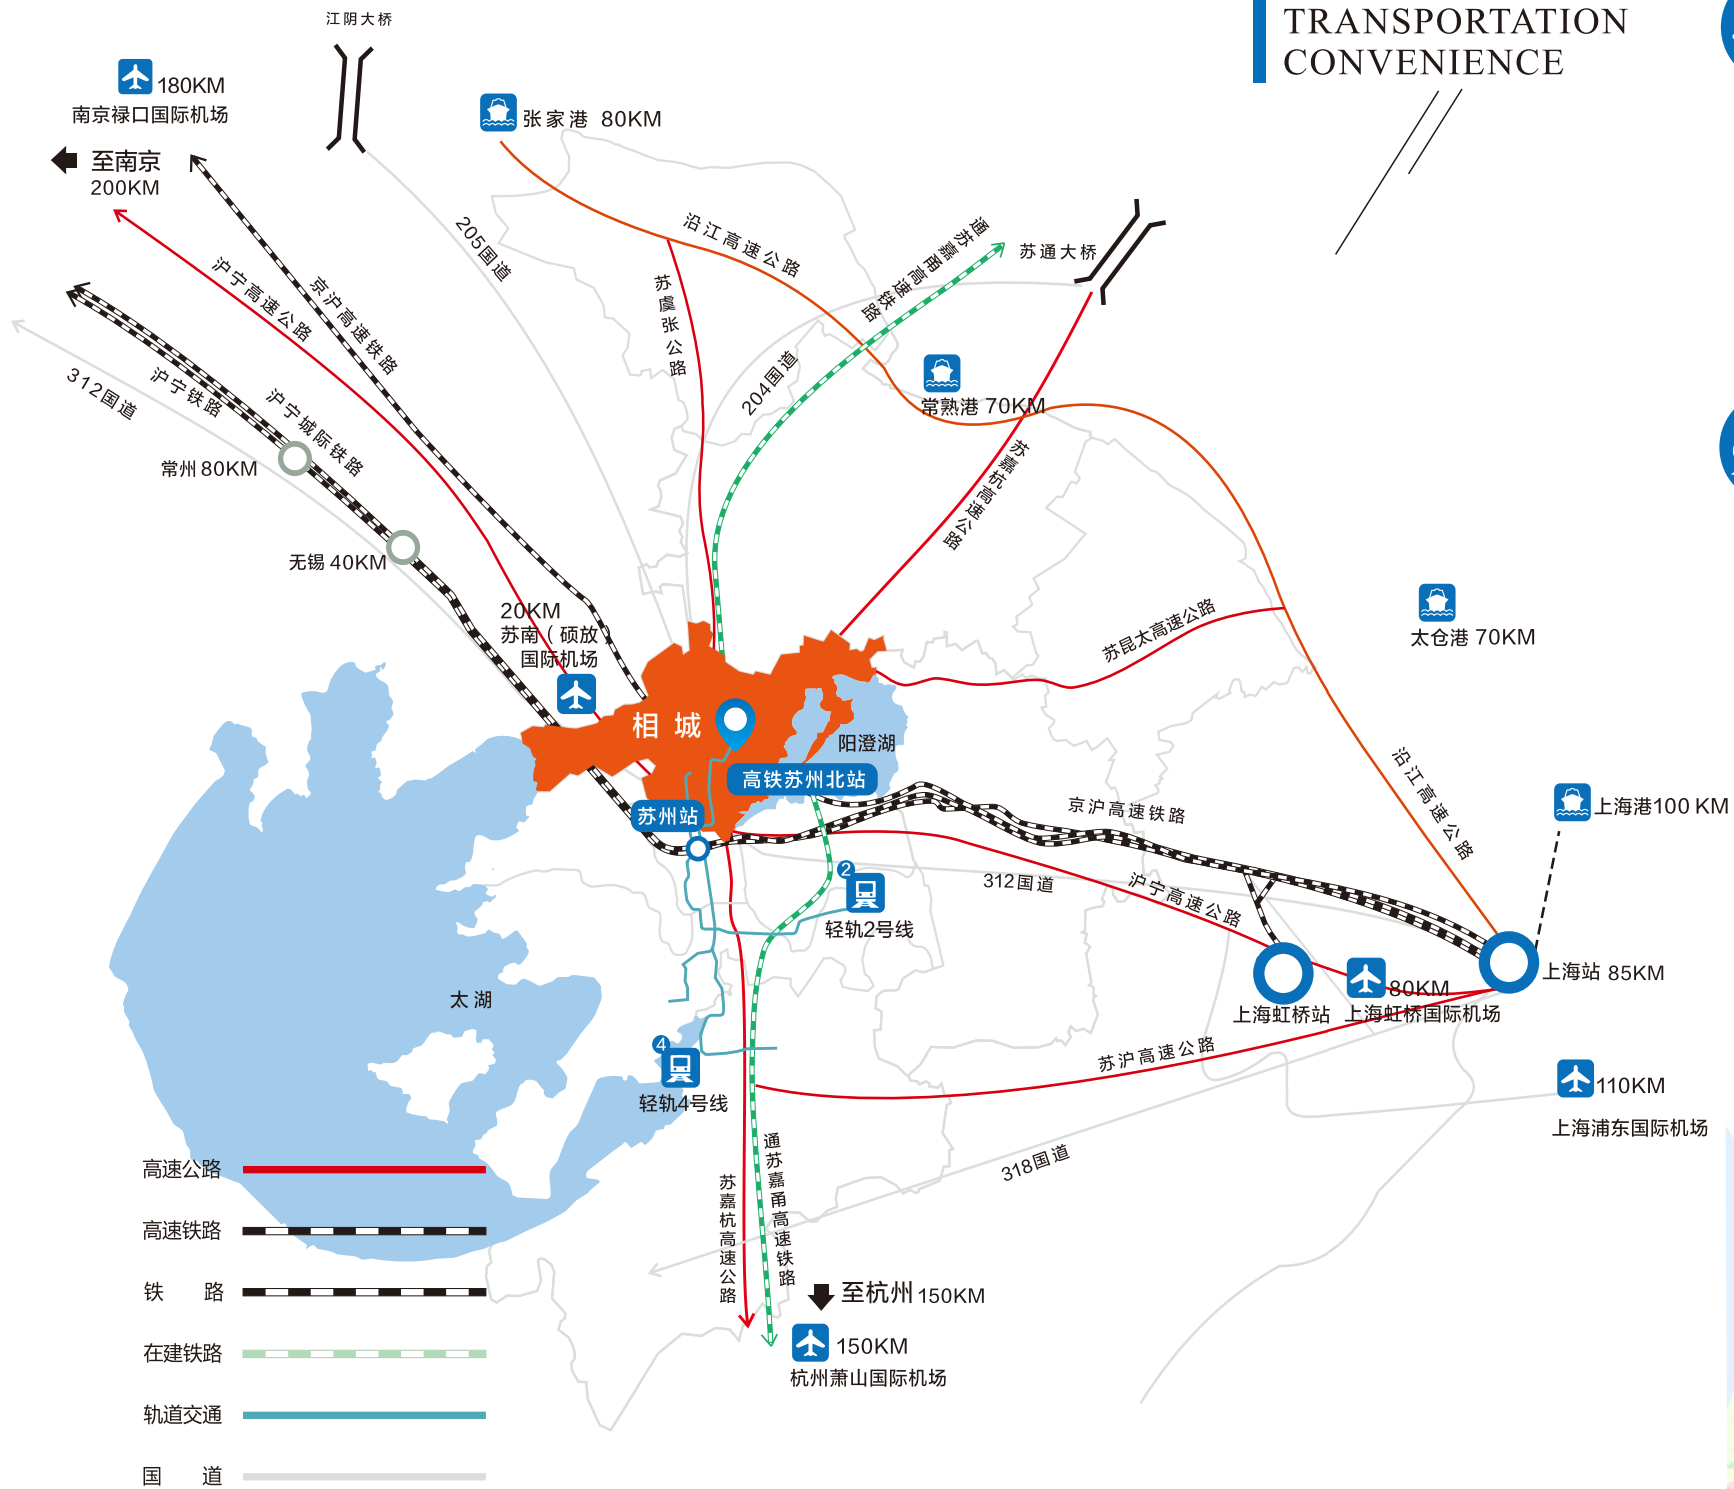 江阴大桥
TRANSPORTATION
CONVENIENCE
180KM
南京禄口国际机场
张家港 80KM
至南京
200KM
沿江高速公路
通苏嘉甬高速铁路
苏通大桥
205国道
沪宁高速公路
京沪高速铁路
苏虞张公路
204国道
312国道
沪宁铁路
沪宁城际铁路
常熟港 70KM
常州 80KM
苏嘉杭高速公路
无锡 40KM
20KM
苏南（硕放）
国际机场
苏昆太高速公路
太仓港 70KM
相城
阳澄湖
高铁苏州北站
苏州站
京沪高速铁路
沿江高速公路
上海港100 KM
2
轻轨2号线
312国道
沪宁高速公路
上海站 85KM
80KM
上海虹桥站
上海虹桥国际机场
太湖
4
轻轨4号线
苏沪高速公路
110KM
上海浦东国际机场
318国道
苏嘉杭高速公路
通苏嘉甬高速铁路
至杭州 150KM
150KM
杭州萧山国际机场
高速公路
高速铁路
铁 路
在建铁路
轨道交通
国 道